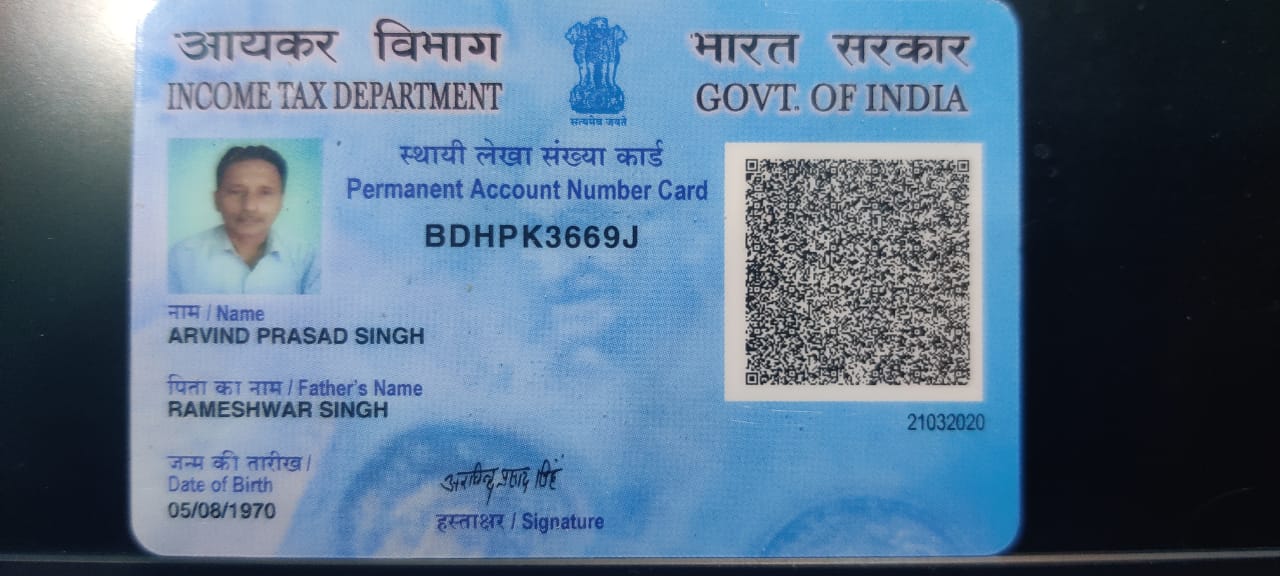 आयकर विभाग
INCOME TAX DEPARTMENT
सत्यमेव जयते
भारत सरकार
GOVT. OF INDIA
स्थायी लेखा संख्या कार्ड
Permanent Account Number Card
BDHPK3669J
नाम / Name
ARVIND PRASAD SINGH
पिता का नाम / Father's Name
RAMESHWAR SINGH
जन्म की तारीख /
Date of Birth
05/08/1970
अरविन्द प्रसाद सिंह
हस्ताक्षर / Signature
21032020